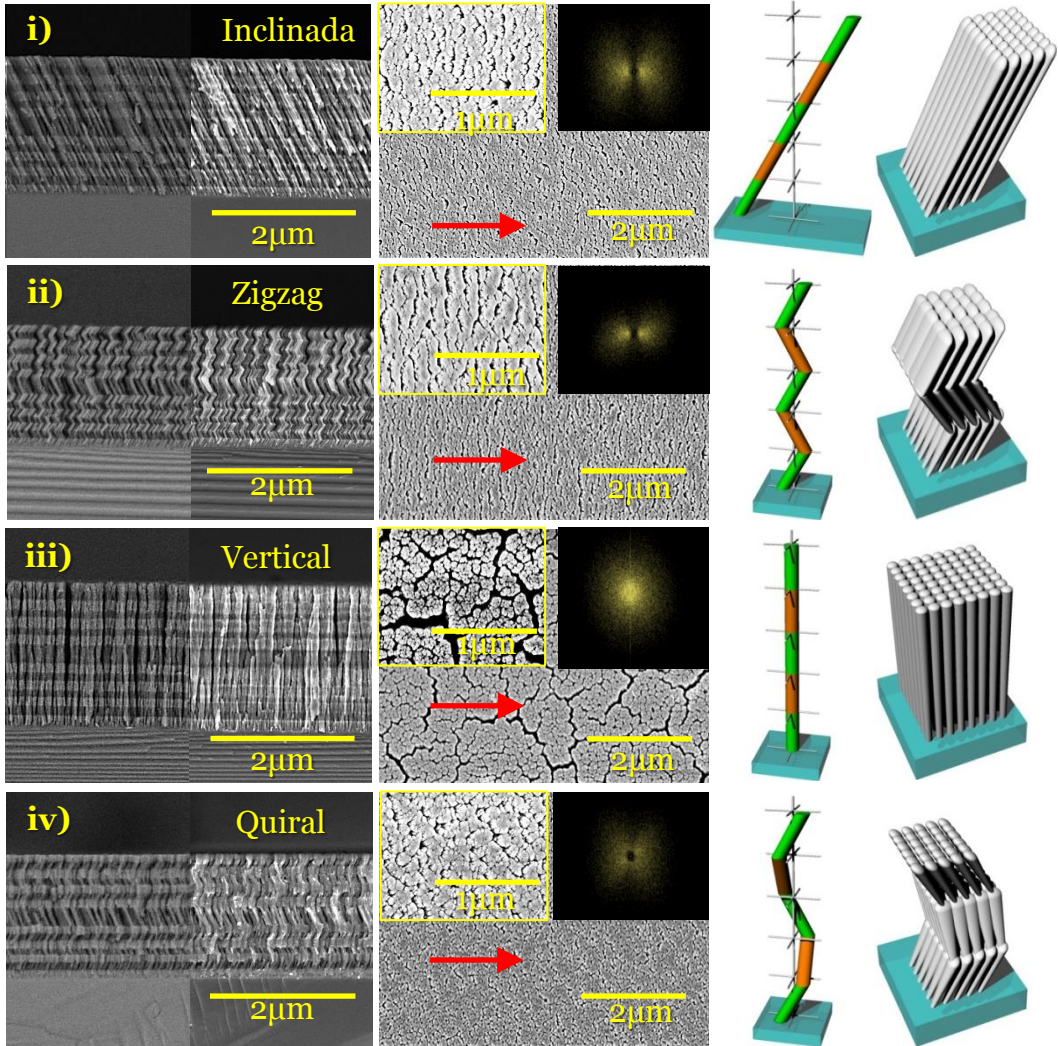 i)
Inclinada
2µm
1µm
2µm
ii)
Zigzag
2µm
1µm
2µm
iii)
Vertical
2µm
1µm
2µm
iv)
Quiral
2µm
1µm
2µm